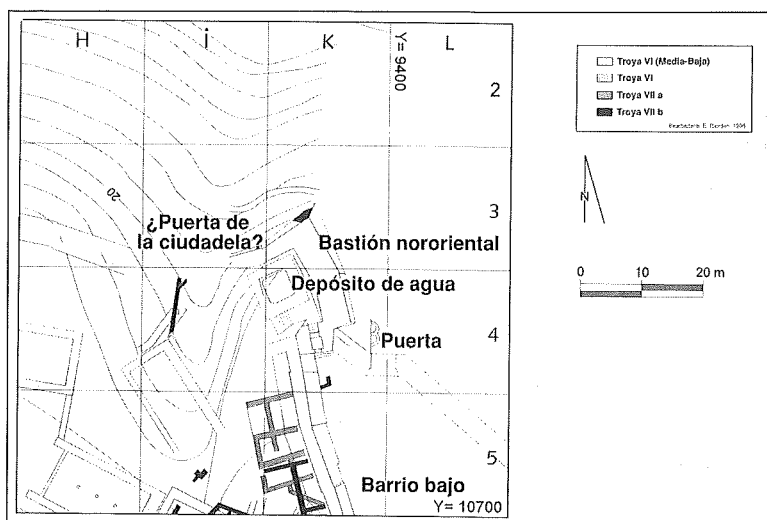 H I K L
Y= 9400
2
3
4
5
20
¿Puerta de
la ciudadela?
Bastión nororiental
Depósito de agua
Puerta
Barrio bajo
Y= 10700
Troya VI (Media-Baja)
Troya VI
Troya VII a
Troya VII b
N
0 10 20 m